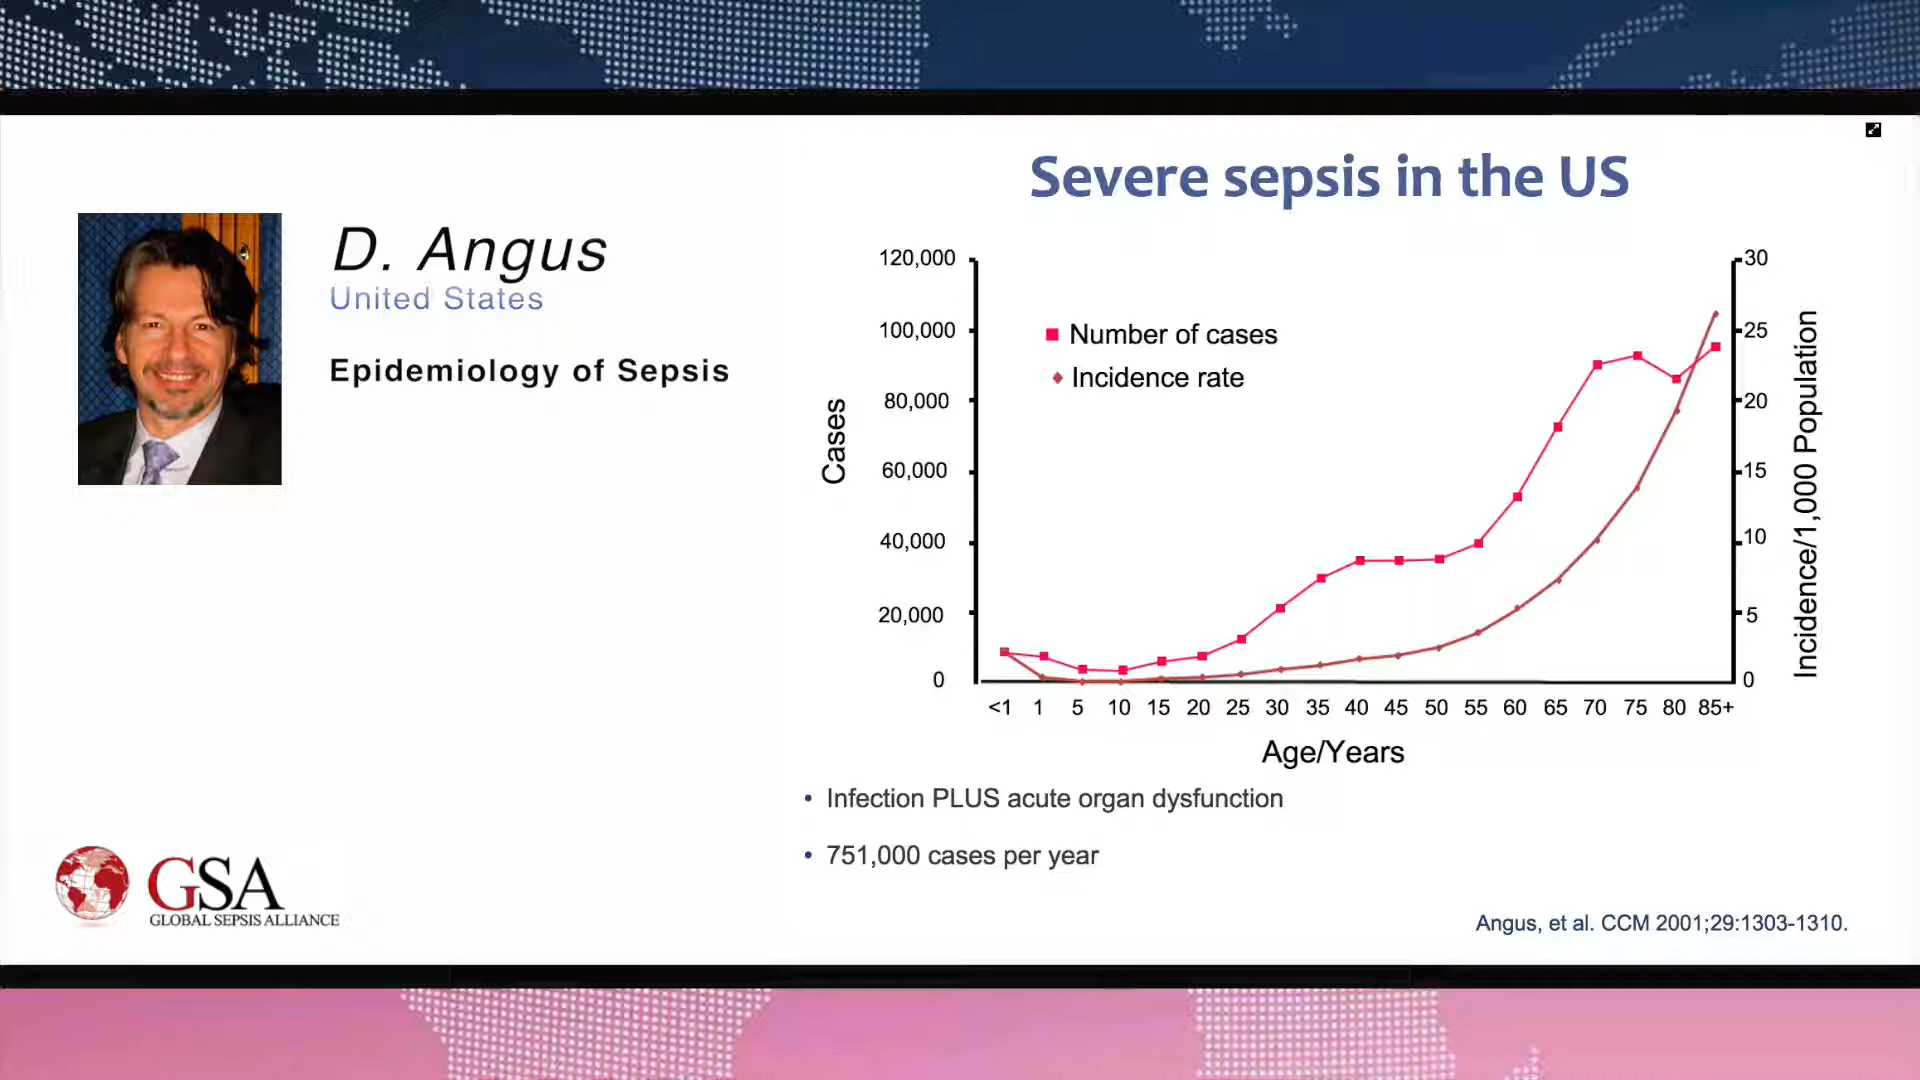 D. Angus
United States
Epidemiology of Sepsis
GSA
GLOBAL SEPSIS ALLIANCE
Severe sepsis in the US
120,000
100,000
80,000
60,000
40,000
20,000
0
Cases
Number of cases
Incidence rate
30
25
20
15
10
5
0
Incidence/1,000 Population
<1 1 5 10 15 20 25 30 35 40 45 50 55 60 65 70 75 80 85+
Age/Years
• Infection PLUS acute organ dysfunction
• 751,000 cases per year
Angus, et al. CCM 2001;29:1303-1310.